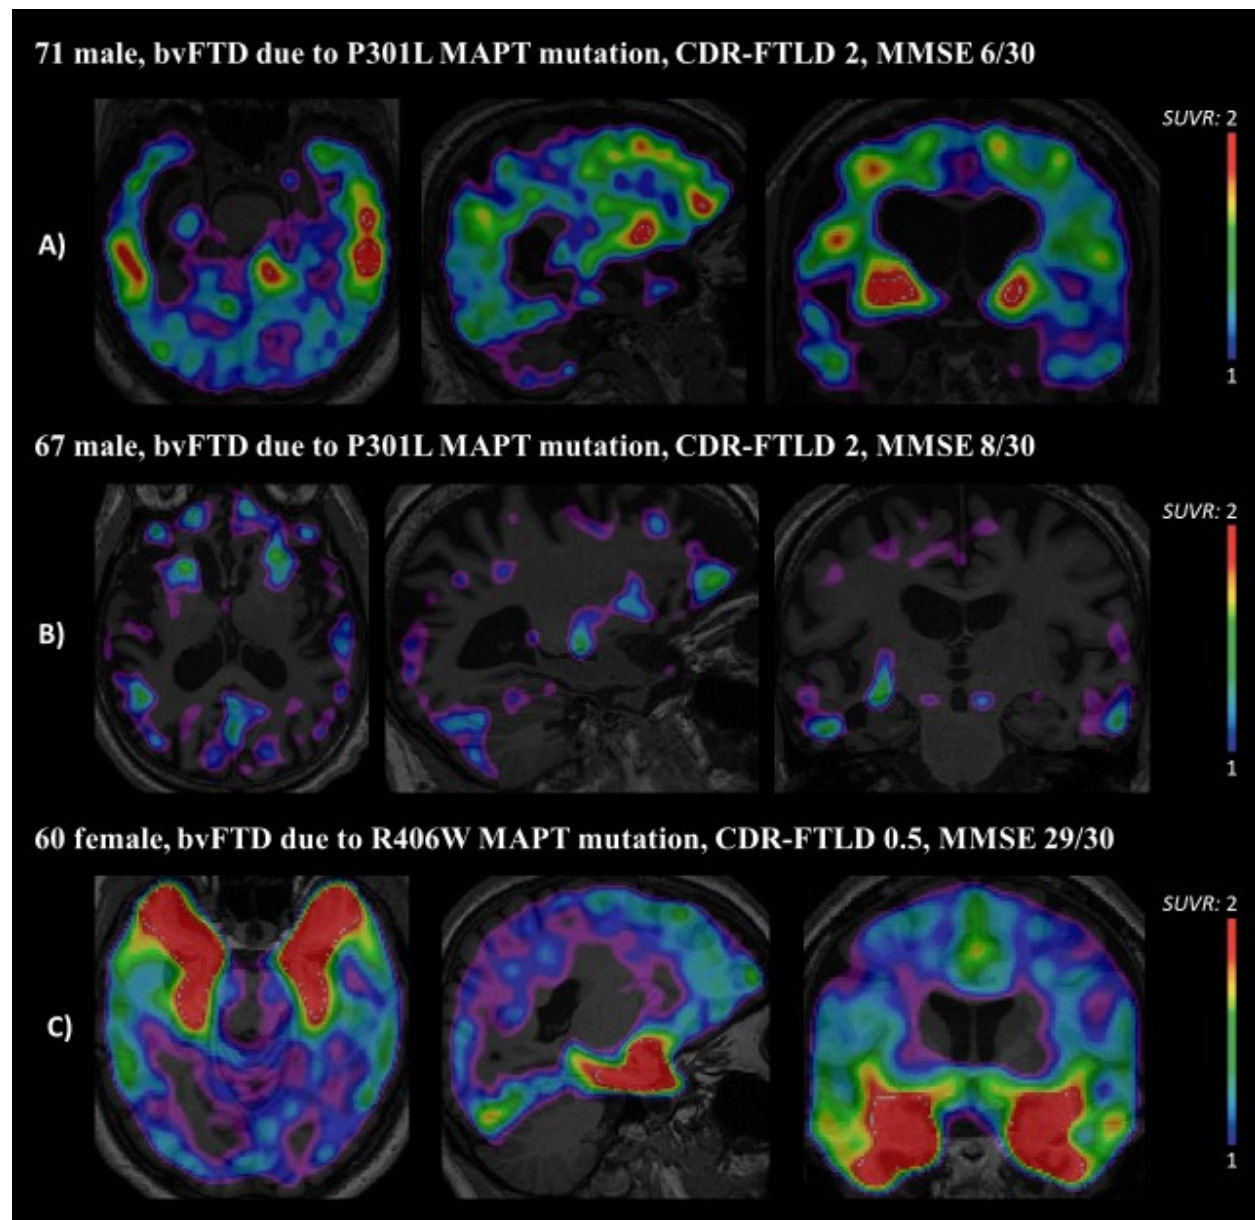 71 male, bvFTD due to P301L MAPT mutation, CDR-FTLD 2, MMSE 6/30
SUVR: 2
A)
1
67 male, bvFTD due to P301L MAPT mutation, CDR-FTLD 2, MMSE 8/30
SUVR: 2
B)
1
60 female, bvFTD due to R406W MAPT mutation, CDR-FTLD 0.5, MMSE 29/30
SUVR: 2
C)
1